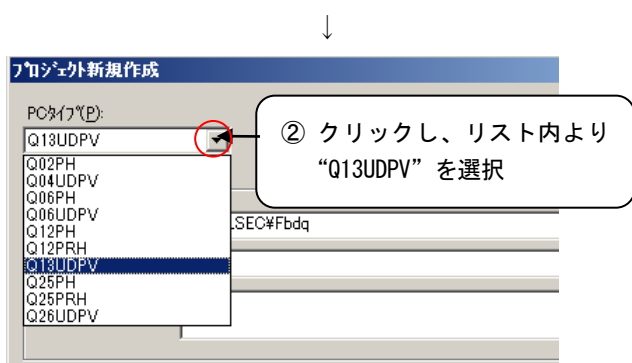 ↓
プロジェクト新規作成
PCタイプ(P):
Q13UDPV
② クリックし、リスト内より
“Q13UDPV”を選択
Q02PH
Q04UDPV
Q06PH
Q06UDPV
Q12PH
Q12PRH
Q13UDPV
Q25PH
Q25PRH
Q26UDPV
.SEC¥Fbdq